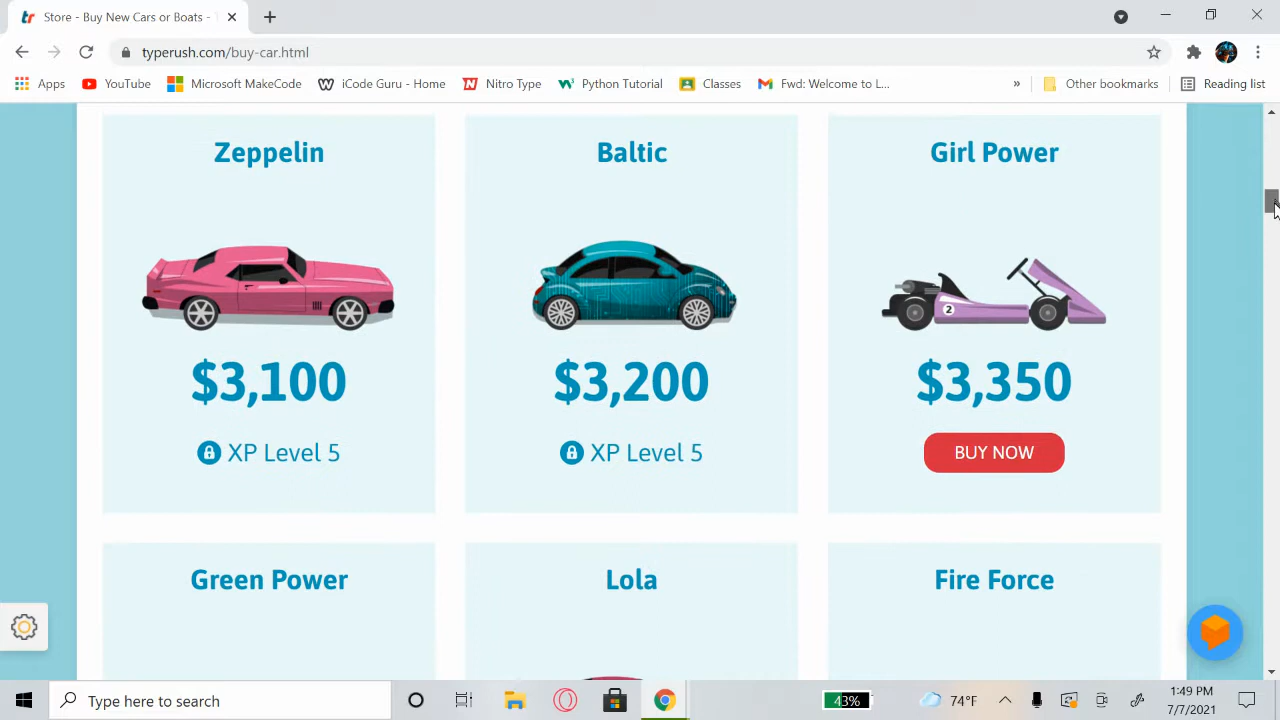 Store - Buy New Cars or Boats -
typerush.com/buy-car.html
Apps YouTube Microsoft MakeCode iCode Guru - Home Nitro Type Python Tutorial Classes Fwd: Welcome to L... » Other bookmarks Reading list
Zeppelin Baltic Girl Power
2
$3,100 $3,200 $3,350
XP Level 5 XP Level 5 BUY NOW
Green Power Lola Fire Force
Type here to search 43% 74°F 1:49 PM
7/7/2021